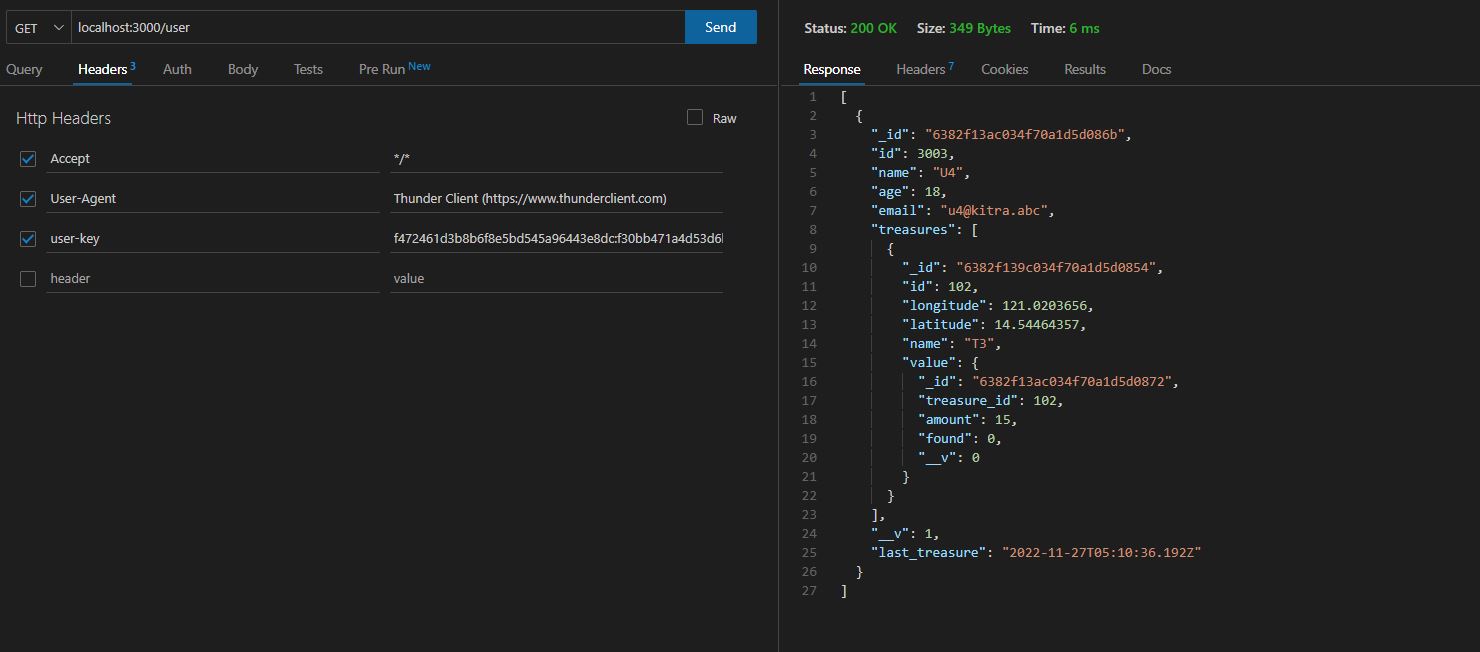 GET localhost:3000/user Send
Query Headers 3 Auth Body Tests Pre Run New
Http Headers Raw
Accept */*
User-Agent Thunder Client (https://www.thunderclient.com)
user-key f472461d3b8b6f8e5bd545a96443e8dc:f30bb471a4d53d6
header value
Status: 200 OK Size: 349 Bytes Time: 6 ms
Response Headers 7 Cookies Results Docs
1 [
2 {
3 "_id": "6382f13ac034f70a1d5d086b",
4 "id": 3003,
5 "name": "U4",
6 "age": 18,
7 "email": "u4@kitra.abc",
8 "treasures": [
9 {
10 "_id": "6382f139c034f70a1d5d0854",
11 "id": 102,
12 "longitude": 121.0203656,
13 "latitude": 14.54464357,
14 "name": "T3",
15 "value": {
16 "_id": "6382f13ac034f70a1d5d0872",
17 "treasure_id": 102,
18 "amount": 15,
19 "found": 0,
20 "__v": 0
21 }
22 }
23 ],
24 "__v": 1,
25 "last_treasure": "2022-11-27T05:10:36.192Z"
26 }
27 ]